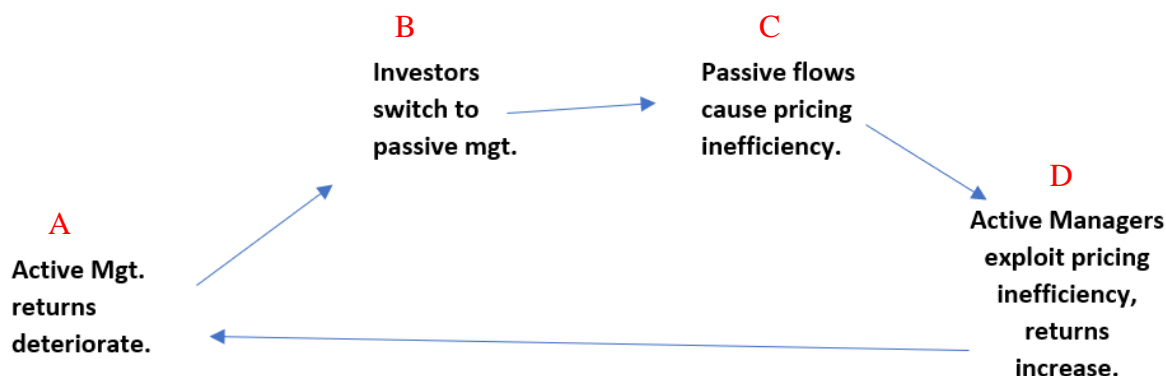 B
Investors
switch to
passive mgt.
C
Passive flows
cause pricing
inefficiency.
D
Active Managers
exploit pricing
inefficiency,
returns
increase.
A
Active Mgt.
returns
deteriorate.